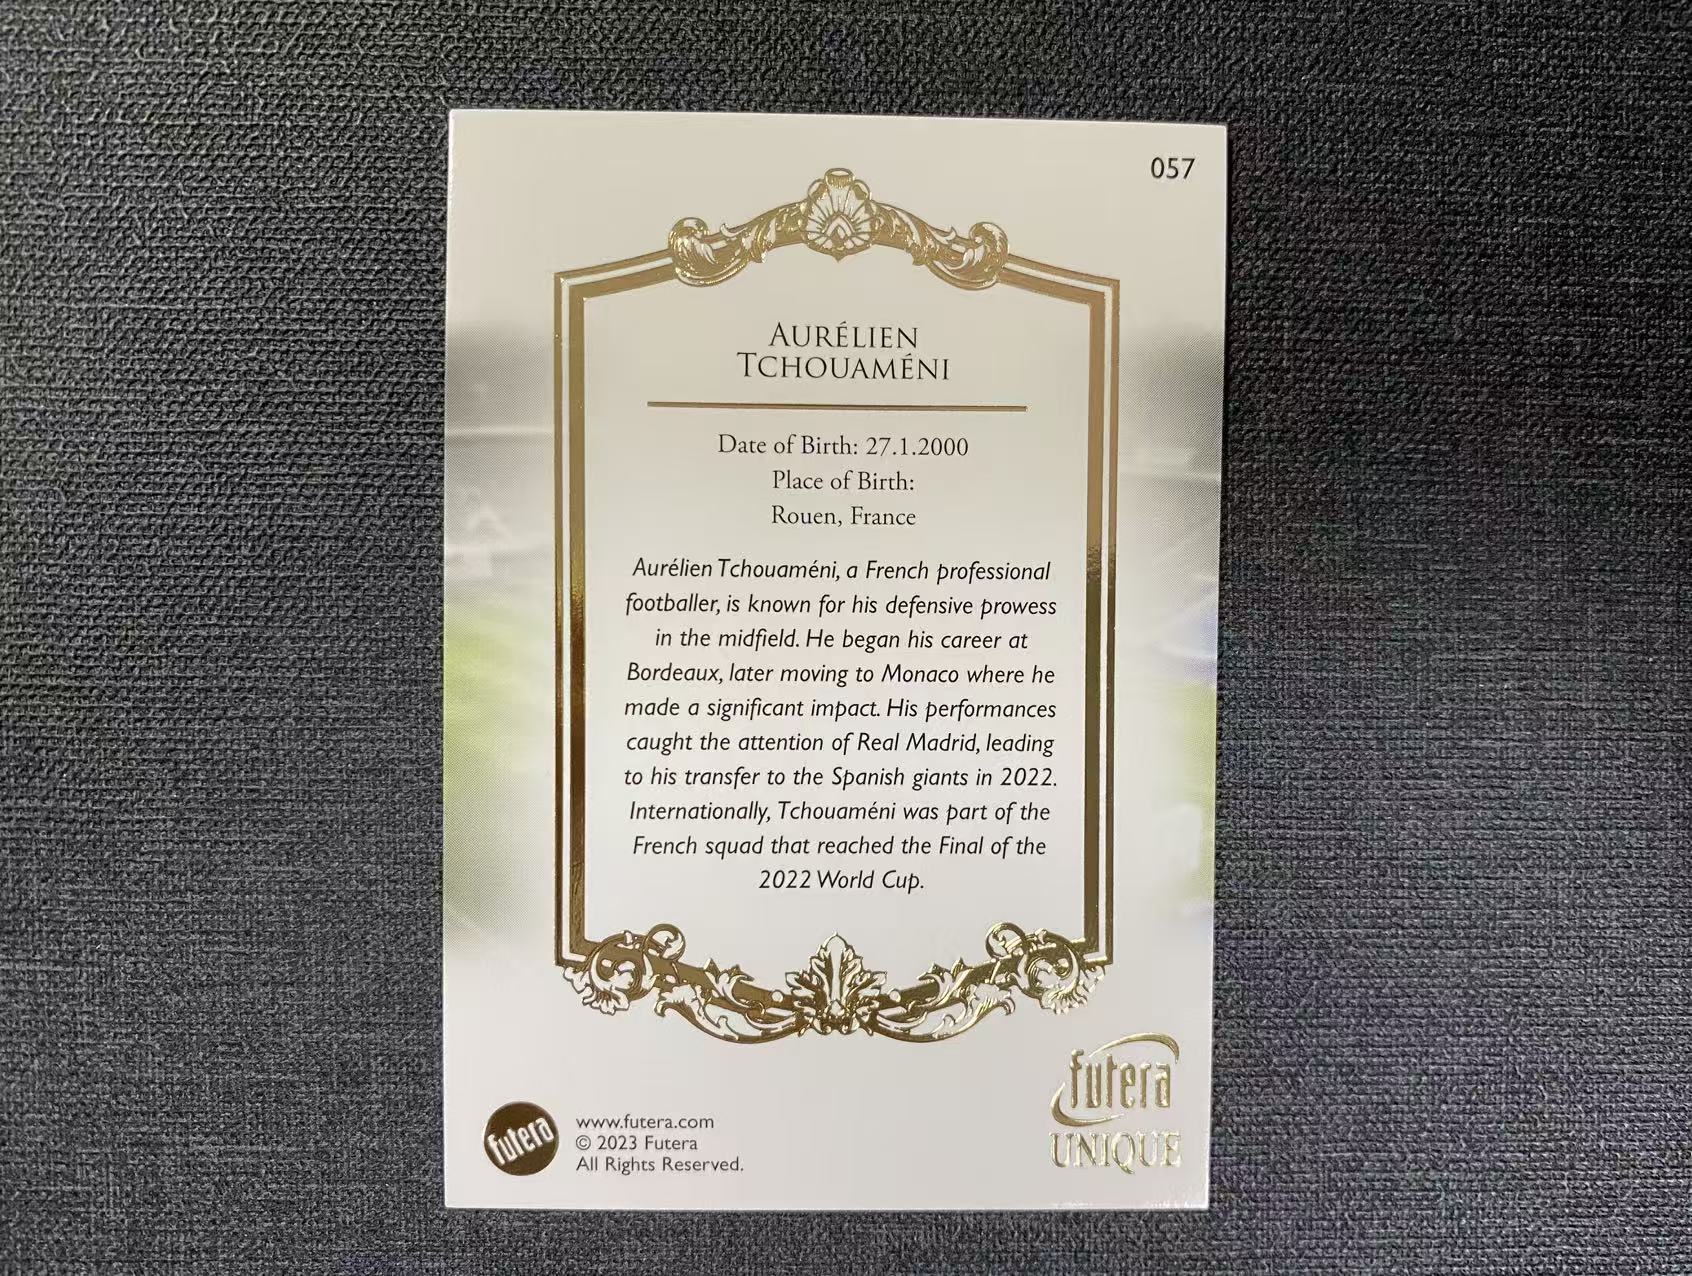 057
AURÉLIEN
TCHOUAMÉNI
Date of Birth: 27.1.2000
Place of Birth:
Rouen, France
Aurélien Tchouaméni, a French professional
footballer, is known for his defensive prowess
in the midfield. He began his career at
Bordeaux, later moving to Monaco where he
made a significant impact. His performances
caught the attention of Real Madrid, leading
to his transfer to the Spanish giants in 2022.
Internationally, Tchouaméni was part of the
French squad that reached the Final of the
2022 World Cup.
futera
UNIQUE
futera
www.futera.com
© 2023 Futera
All Rights Reserved.